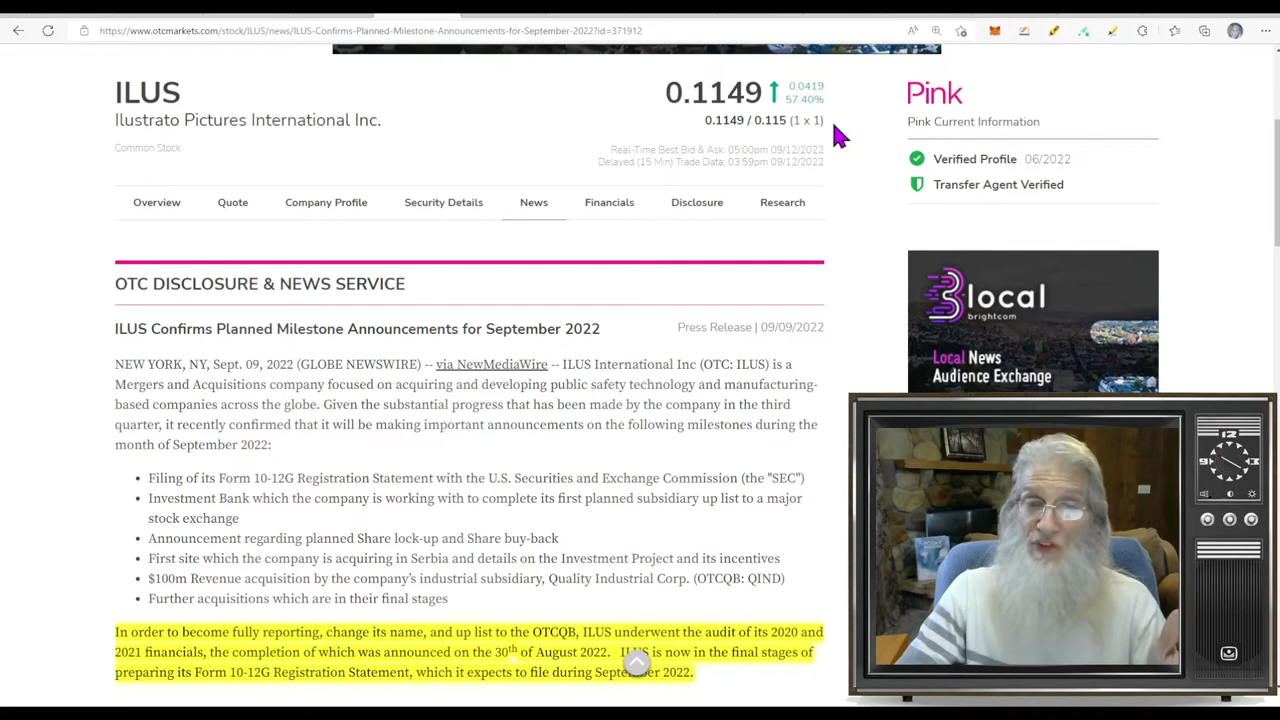 https://www.otcmarkets.com/stock/ILUS/news/ILUS-Confirms-Planned-Milestone-Announcements-for-September-2022?id=371912
ILUS
Ilustrato Pictures International Inc.
Common Stock
0.1149
0.0419
57.40%
0.1149 / 0.115 (1 x 1)
Real-Time Best Bid & Ask: 05:00pm 09/12/2022
Delayed (15 Min) Trade Data: 03:59pm 09/12/2022
Pink
Pink Current Information
Verified Profile 06/2022
Transfer Agent Verified
Overview Quote Company Profile Security Details News Financials Disclosure Research
OTC DISCLOSURE & NEWS SERVICE
ILUS Confirms Planned Milestone Announcements for September 2022
Press Release | 09/09/2022
NEW YORK, NY, Sept. 09, 2022 (GLOBE NEWSWIRE) -- via NewMediaWire -- ILUS International Inc (OTC: ILUS) is a
Mergers and Acquisitions company focused on acquiring and developing public safety technology and manufacturing-
based companies across the globe. Given the substantial progress that has been made by the company in the third
quarter, it recently confirmed that it will be making important announcements on the following milestones during the
month of September 2022:
• Filing of its Form 10-12G Registration Statement with the U.S. Securities and Exchange Commission (the "SEC")
• Investment Bank which the company is working with to complete its first planned subsidiary up list to a major
stock exchange
• Announcement regarding planned Share lock-up and Share buy-back
• First site which the company is acquiring in Serbia and details on the Investment Project and its incentives
• $100m Revenue acquisition by the company's industrial subsidiary, Quality Industrial Corp. (OTCQB: QIND)
• Further acquisitions which are in their final stages
In order to become fully reporting, change its name, and up list to the OTCQB, ILUS underwent the audit of its 2020 and
2021 financials, the completion of which was announced on the 30th of August 2022. ILUS is now in the final stages of
preparing its Form 10-12G Registration Statement, which it expects to file during September 2022.
local
brightcom
Local News
Audience Exchange
12
3
6
9